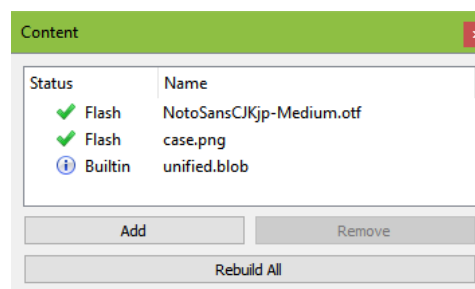 Content
Status Name
Flash NotoSansCJKjp-Medium.otf
Flash case.png
Builtin unified.blob
Add Remove
Rebuild All